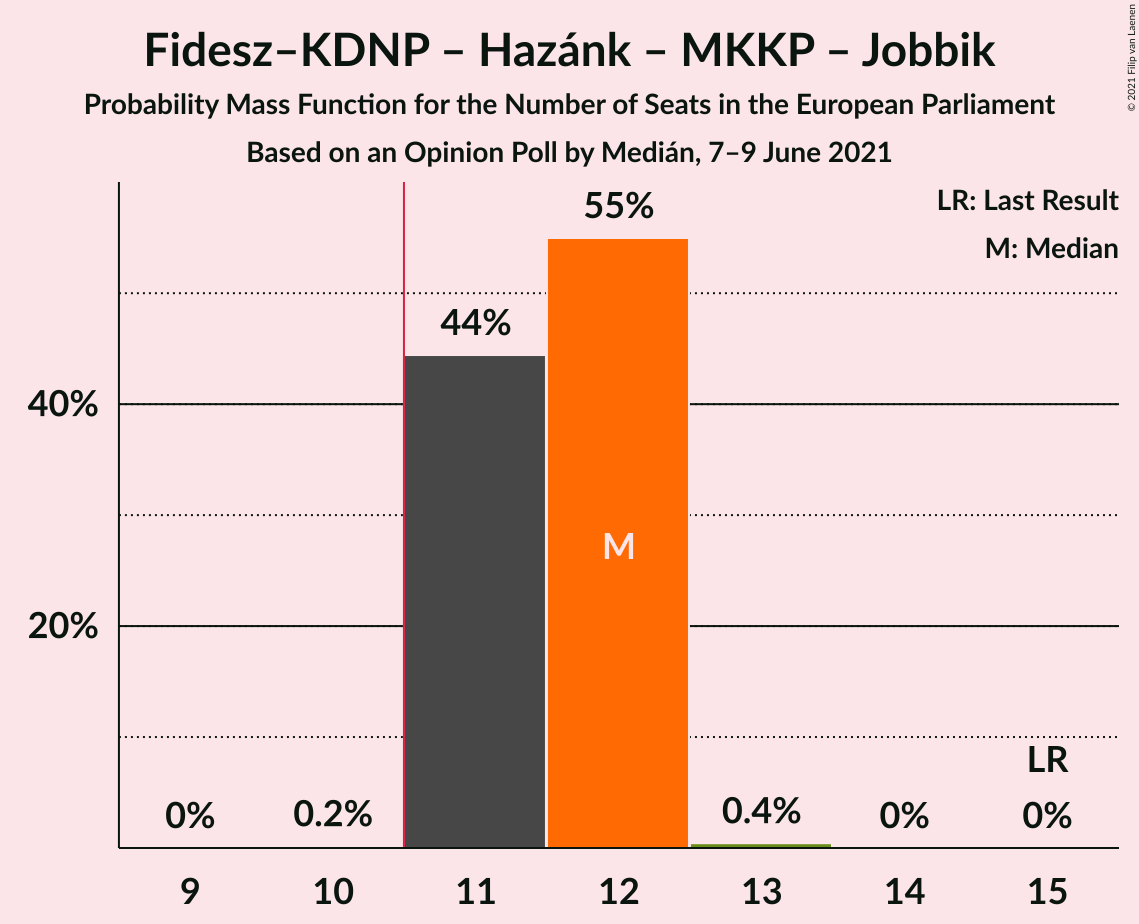 Fidesz–KDNP – Hazánk – MKKP – Jobbik
Probability Mass Function for the Number of Seats in the European Parliament
Based on an Opinion Poll by Medián, 7–9 June 2021
© 2021 Filip van Laenen
LR: Last Result
M: Median
55%
44%
40%
M
20%
LR
0%
0.2%
0.4%
0%
0%
9
10
11
12
13
14
15